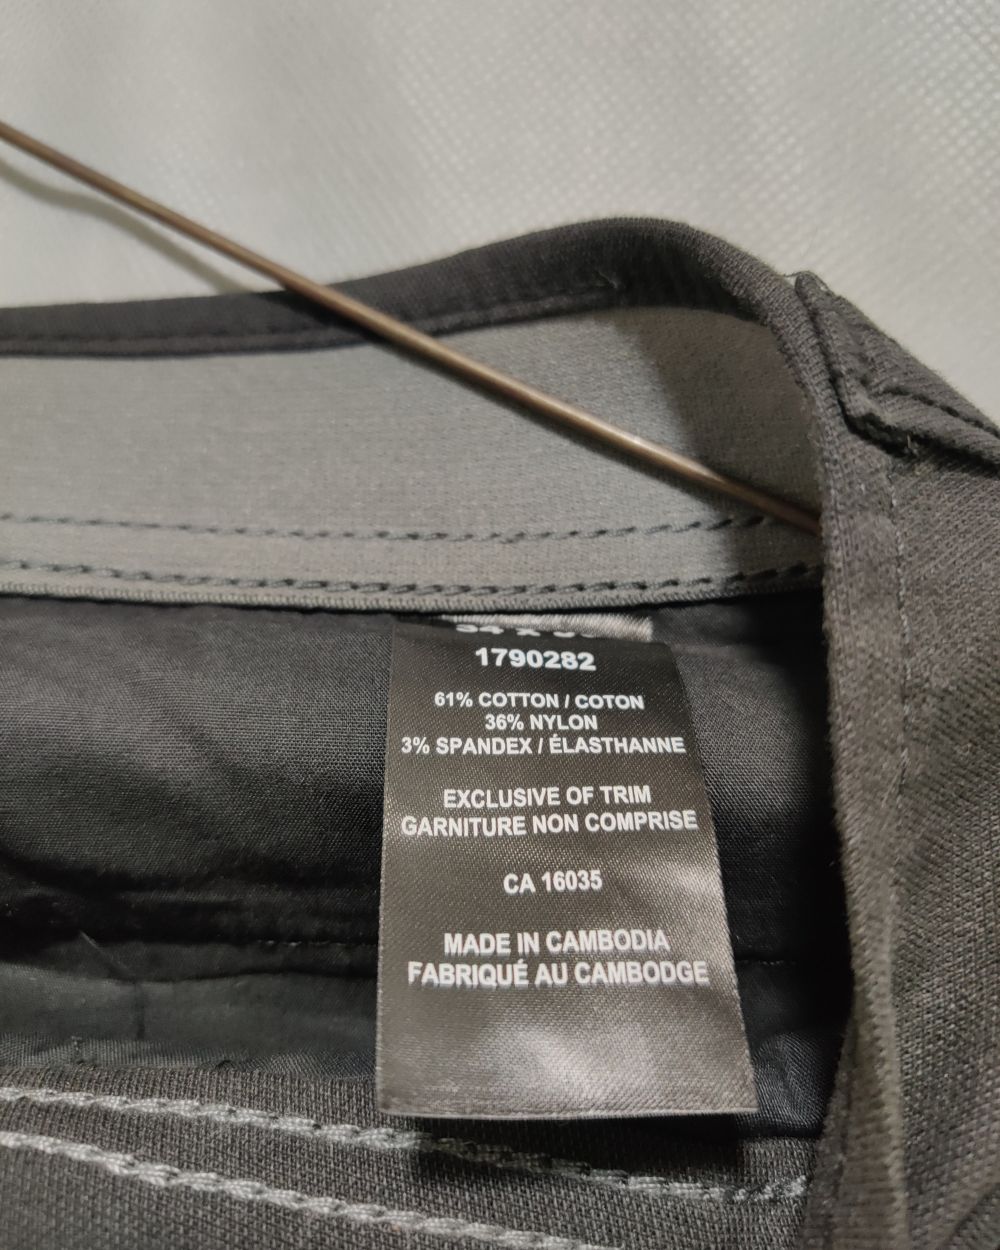 1790282
61% COTTON / COTON
36% NYLON
3% SPANDEX / ÉLASTHANNE
EXCLUSIVE OF TRIM
GARNITURE NON COMPRISE
CA 16035
MADE IN CAMBODIA
FABRIQUÉ AU CAMBODGE